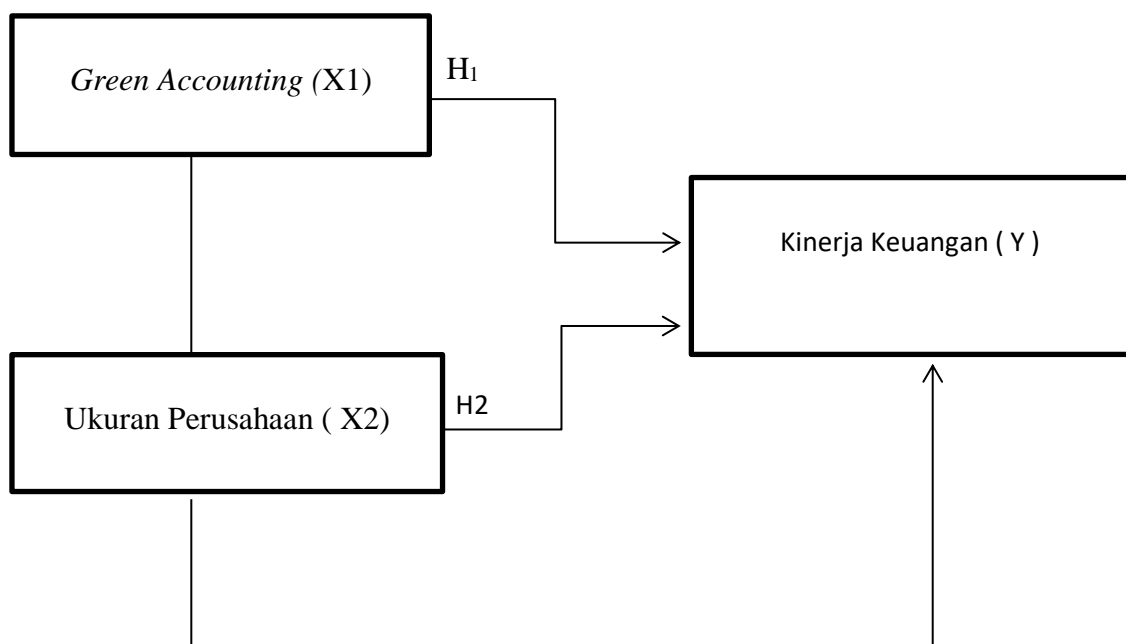 Green Accounting (X1)
H₁
Kinerja Keuangan ( Y )
Ukuran Perusahaan ( X2)
H2